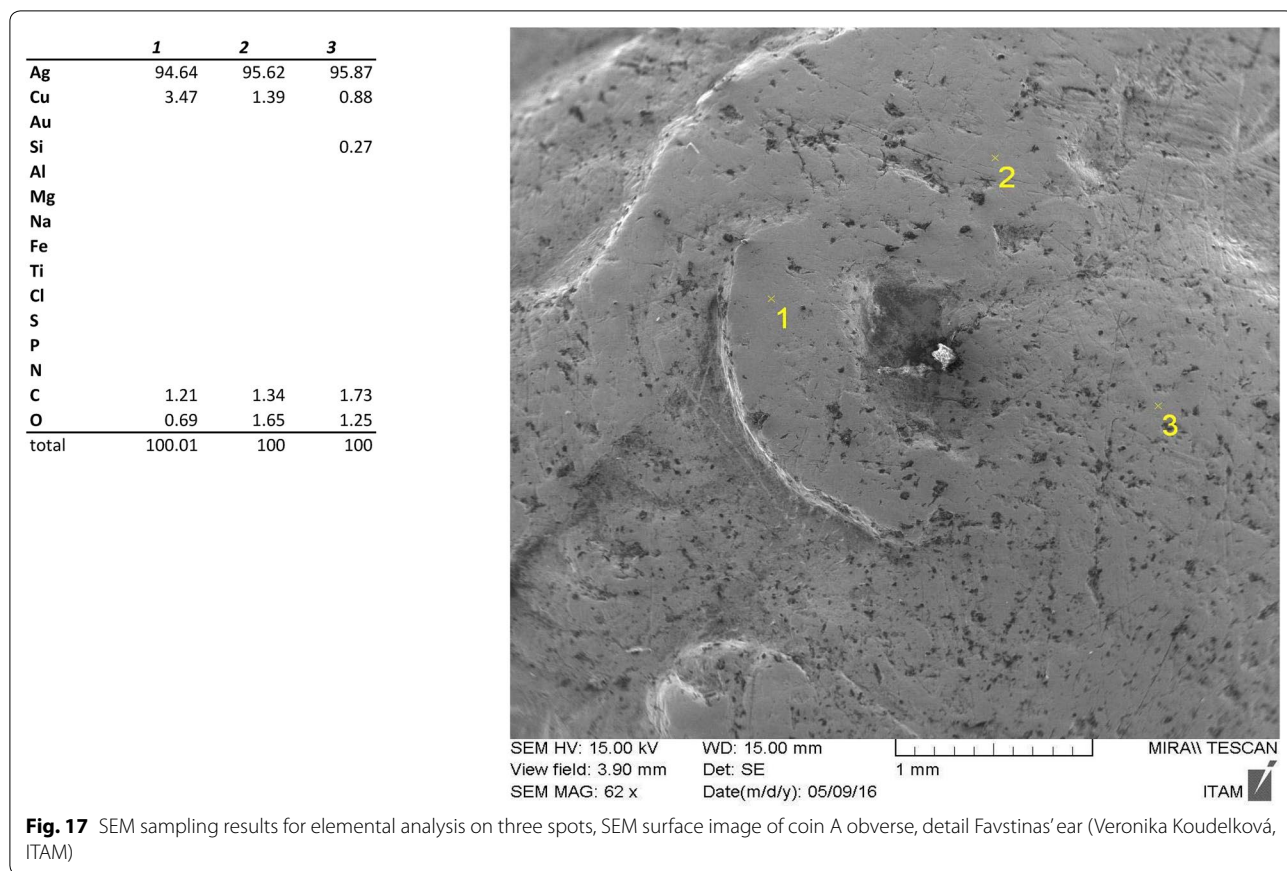 1 2 3
Ag 94.64 95.62 95.87
Cu 3.47 1.39 0.88
Au
Si 0.27
Al
Mg
Na
Fe
Ti
Cl
S
P
N
C 1.21 1.34 1.73
O 0.69 1.65 1.25
total 100.01 100 100
2
1
3
SEM HV: 15.00 kV WD: 15.00 mm MIRA\\ TESCAN
View field: 3.90 mm Det: SE 1 mm
SEM MAG: 62 x Date(m/d/y): 05/09/16 ITAM
Fig. 17 SEM sampling results for elemental analysis on three spots, SEM surface image of coin A obverse, detail Favstinas' ear (Veronika Koudelková,
ITAM)